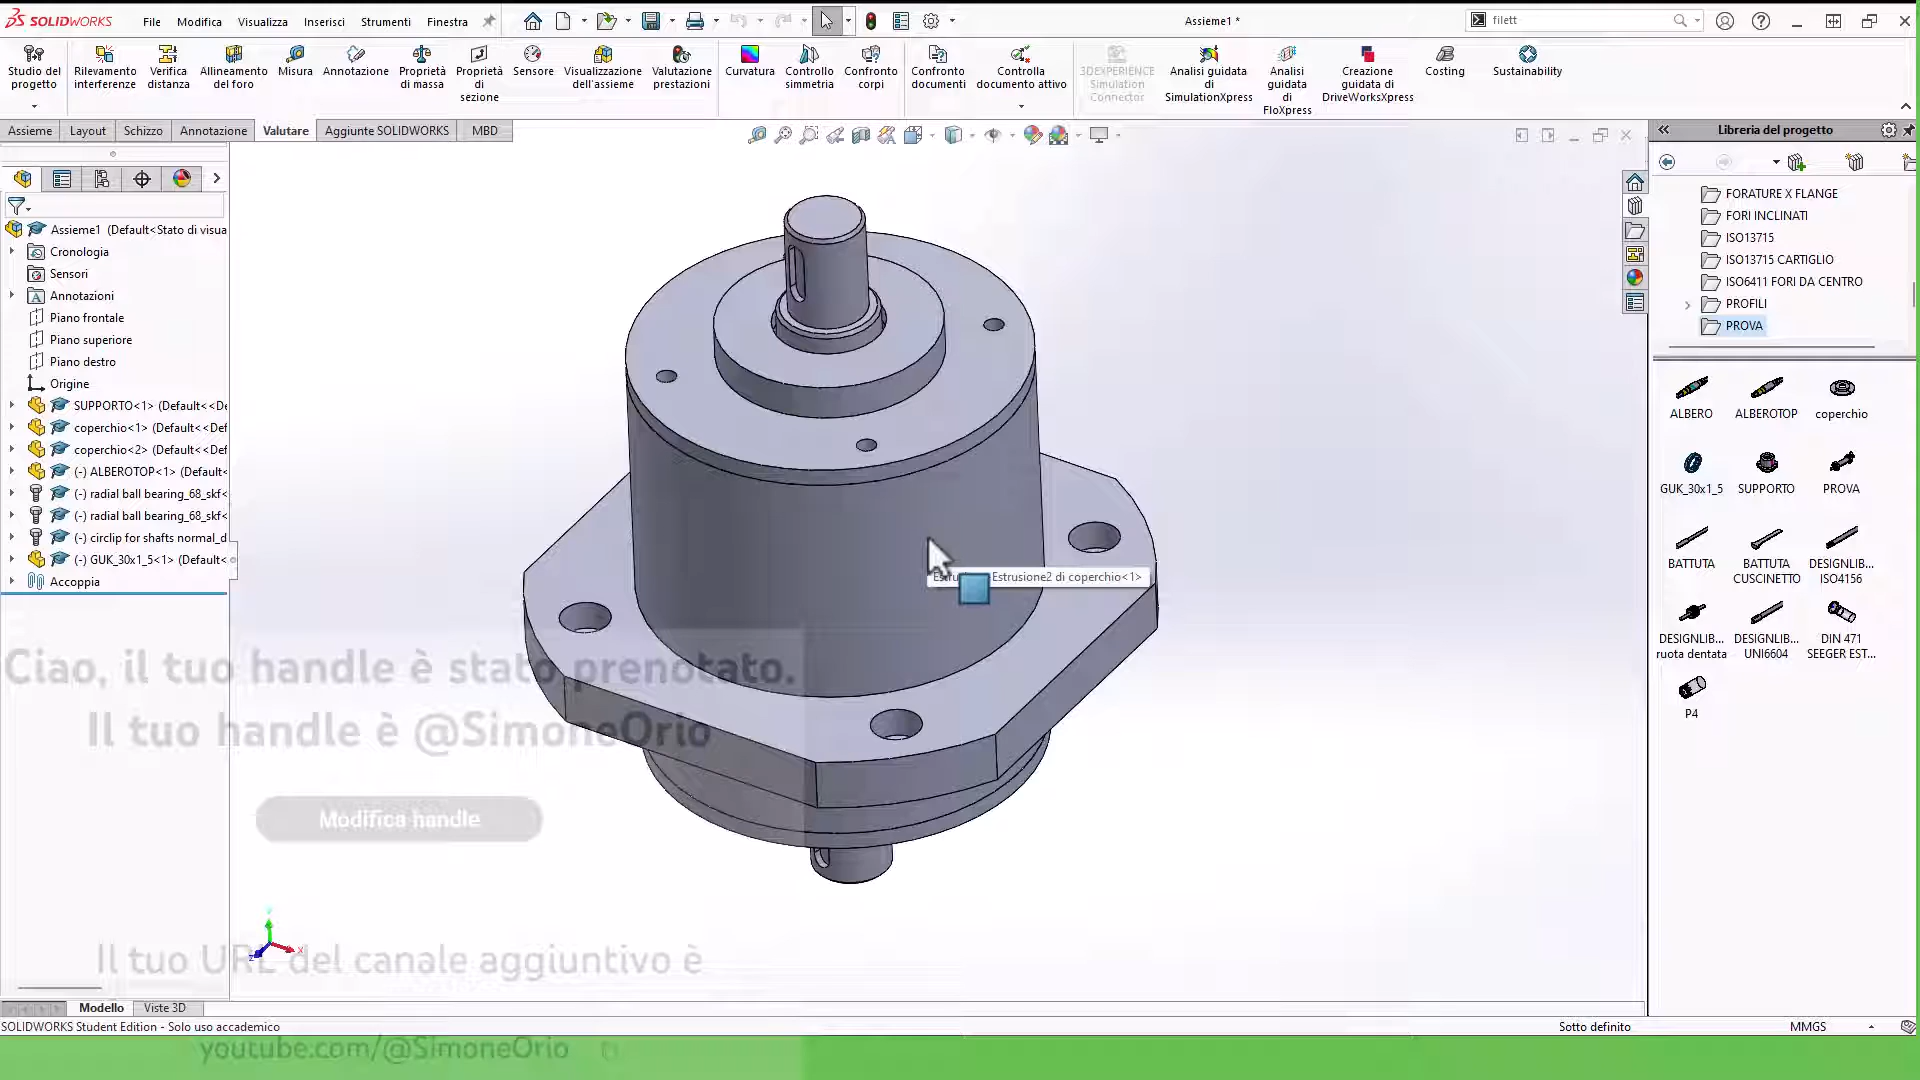 SOLIDWORKS
File
Modifica
Visualizza
Inserisci
Strumenti
Finestra
Assieme1 *
filett
Studio del progetto
Rilevamento interferenze
Verifica distanza
Allineamento del foro
Misura
Annotazione
Proprietà di massa
Proprietà di sezione
Sensore
Visualizzazione dell'assieme
Valutazione prestazioni
Curvatura
Controllo simmetria
Confronto corpi
Confronto documenti
Controlla documento attivo
3DEXPERIENCE Simulation Connector
Analisi guidata di SimulationXpress
Analisi guidata di FloXpress
Creazione guidata di DriveWorksXpress
Costing
Sustainability
Assieme
Layout
Schizzo
Annotazione
Valutare
Aggiunte SOLIDWORKS
MBD
Libreria del progetto
Assieme1 (Default<Stato di visua
Cronologia
Sensori
Annotazioni
Piano frontale
Piano superiore
Piano destro
Origine
SUPPORTO<1> (Default<<De
coperchio<1> (Default<<Def
coperchio<2> (Default<<Def
(-) ALBEROTOP<1> (Default<
(-) radial ball bearing_68_skf<
(-) radial ball bearing_68_skf<
(-) circlip for shafts normal_d
(-) GUK_30x1_5<1> (Default<
Accoppia
Estrusione2 di coperchio<1>
FORATURE X FLANGE
FORI INCLINATI
ISO13715
ISO13715 CARTIGLIO
ISO6411 FORI DA CENTRO
PROFILI
PROVA
ALBERO
ALBEROTOP
coperchio
GUK_30x1_5
SUPPORTO
PROVA
BATTUTA
BATTUTA CUSCINETTO
DESIGNLIB... ISO4156
DESIGNLIB... ruota dentata
DESIGNLIB... UNI6604
DIN 471 SEEGER EST...
P4
Ciao, il tuo handle è stato prenotato.
Il tuo handle è @SimoneOrio
Modifica handle
Il tuo URL del canale aggiuntivo è
youtube.com/@SimoneOrio
Modello
Viste 3D
SOLIDWORKS Student Edition - Solo uso accademico
Sotto definito
MMGS